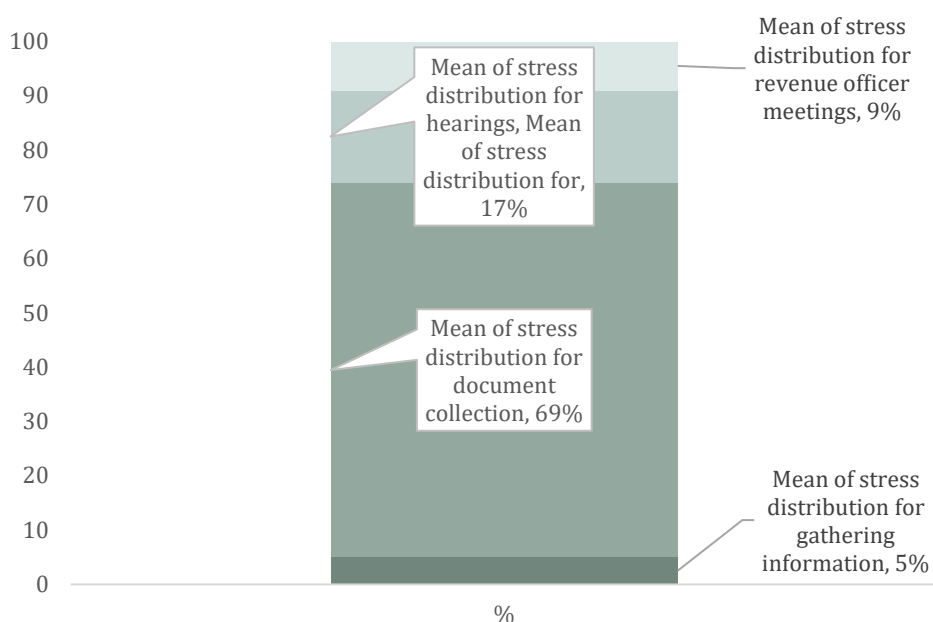 100
90
80
70
60
50
40
30
20
10
0
Mean of stress
distribution for
hearings, Mean
of stress
distribution for,
17%
Mean of stress
distribution for
document
collection, 69%
Mean of stress
distribution for
revenue officer
meetings, 9%
Mean of stress
distribution for
gathering
information, 5%
%